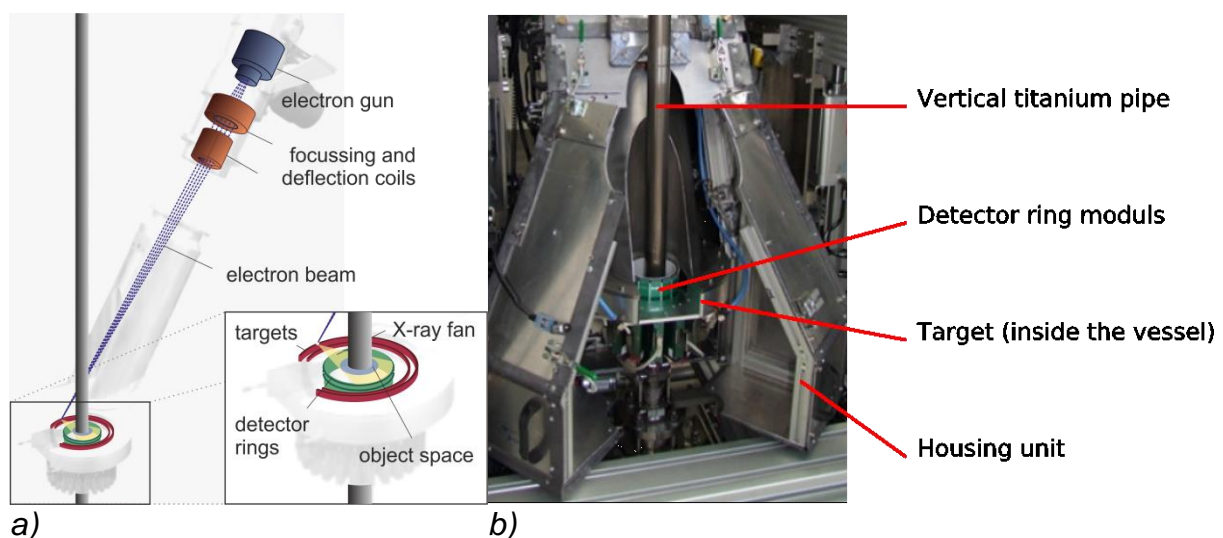 electron gun
focussing and
deflection coils
electron beam
targets
X-ray fan
detector
rings
object space
a)
Vertical titanium pipe
Detector ring moduls
Target (inside the vessel)
Housing unit
b)